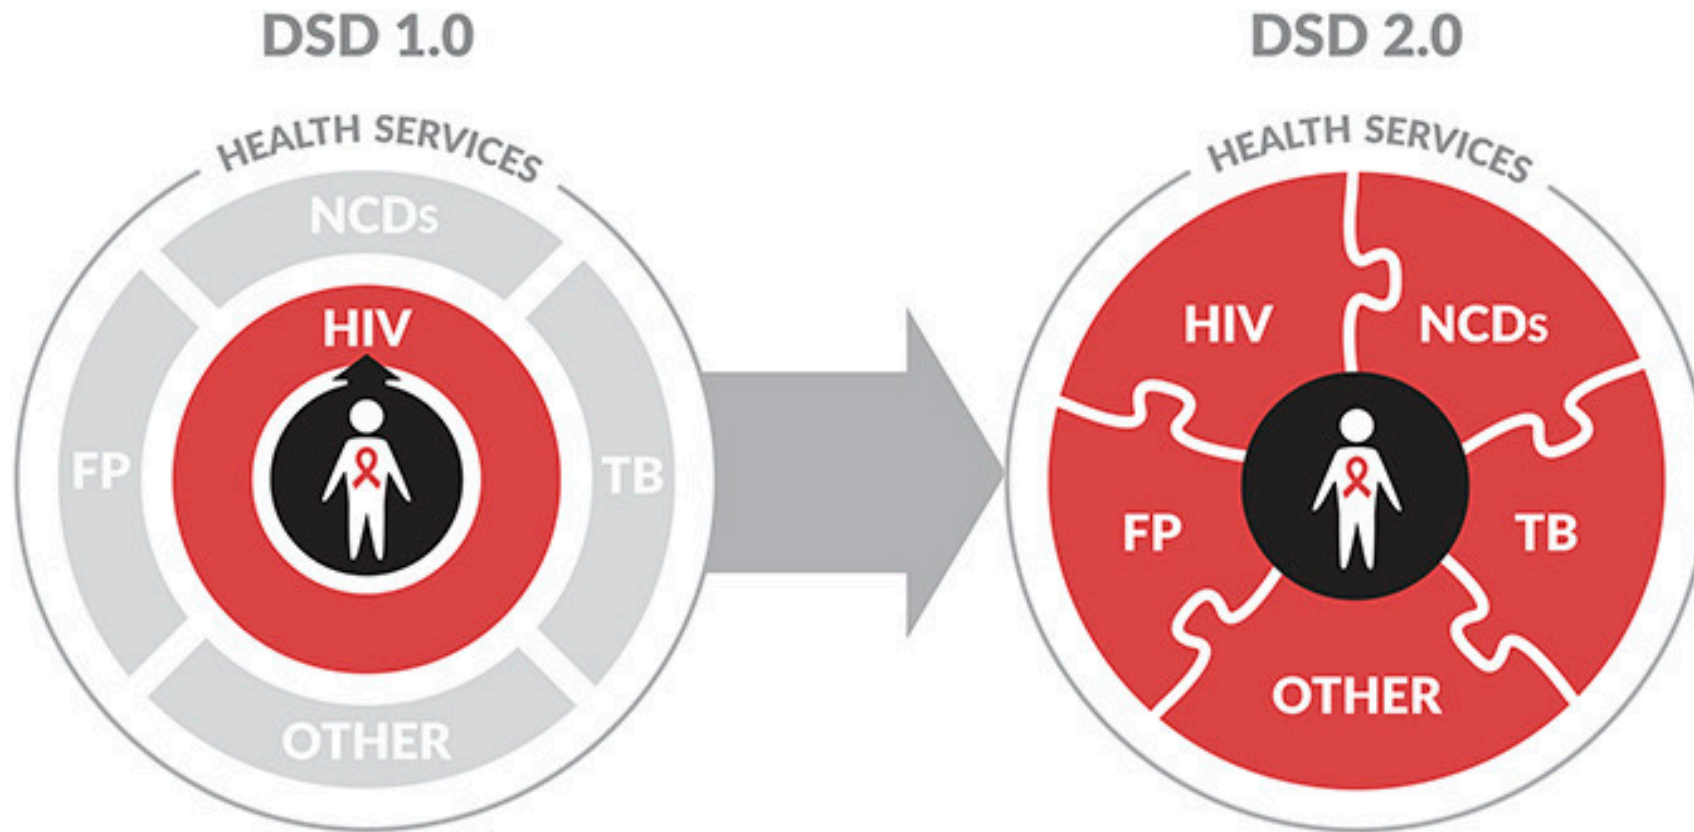 DSD 1.0
HEALTH SERVICES
NCDs
HIV
FP
TB
OTHER
DSD 2.0
HEALTH SERVICES
HIV
NCDs
FP
TB
OTHER